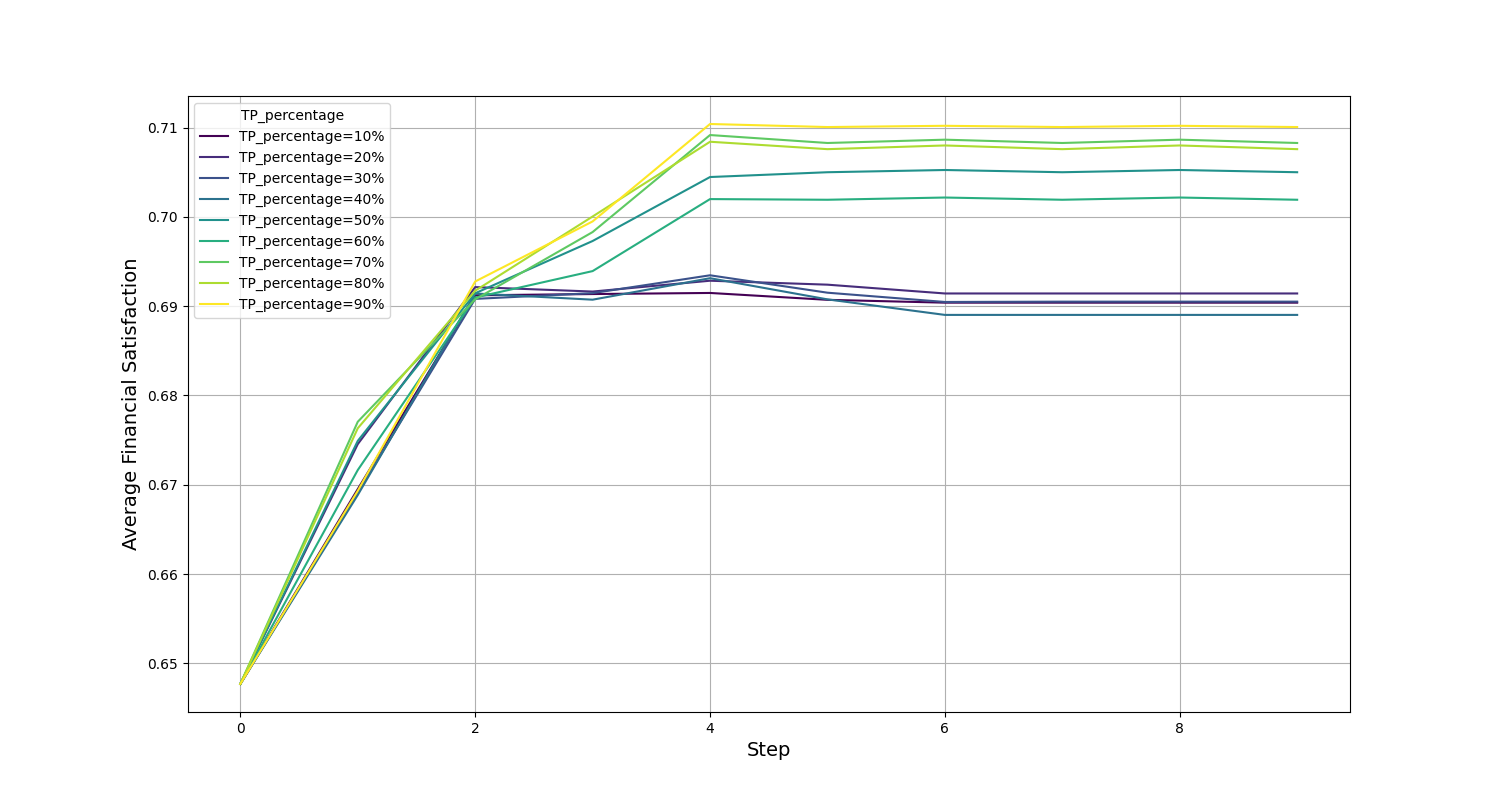 TP_percentage
TP_percentage=10%
TP_percentage=20%
TP_percentage=30%
TP_percentage=40%
TP_percentage=50%
TP_percentage=60%
TP_percentage=70%
TP_percentage=80%
TP_percentage=90%
0.71
0.70
0.69
0.68
0.67
0.66
0.65
Average Financial Satisfaction
0 2 4 6 8
Step